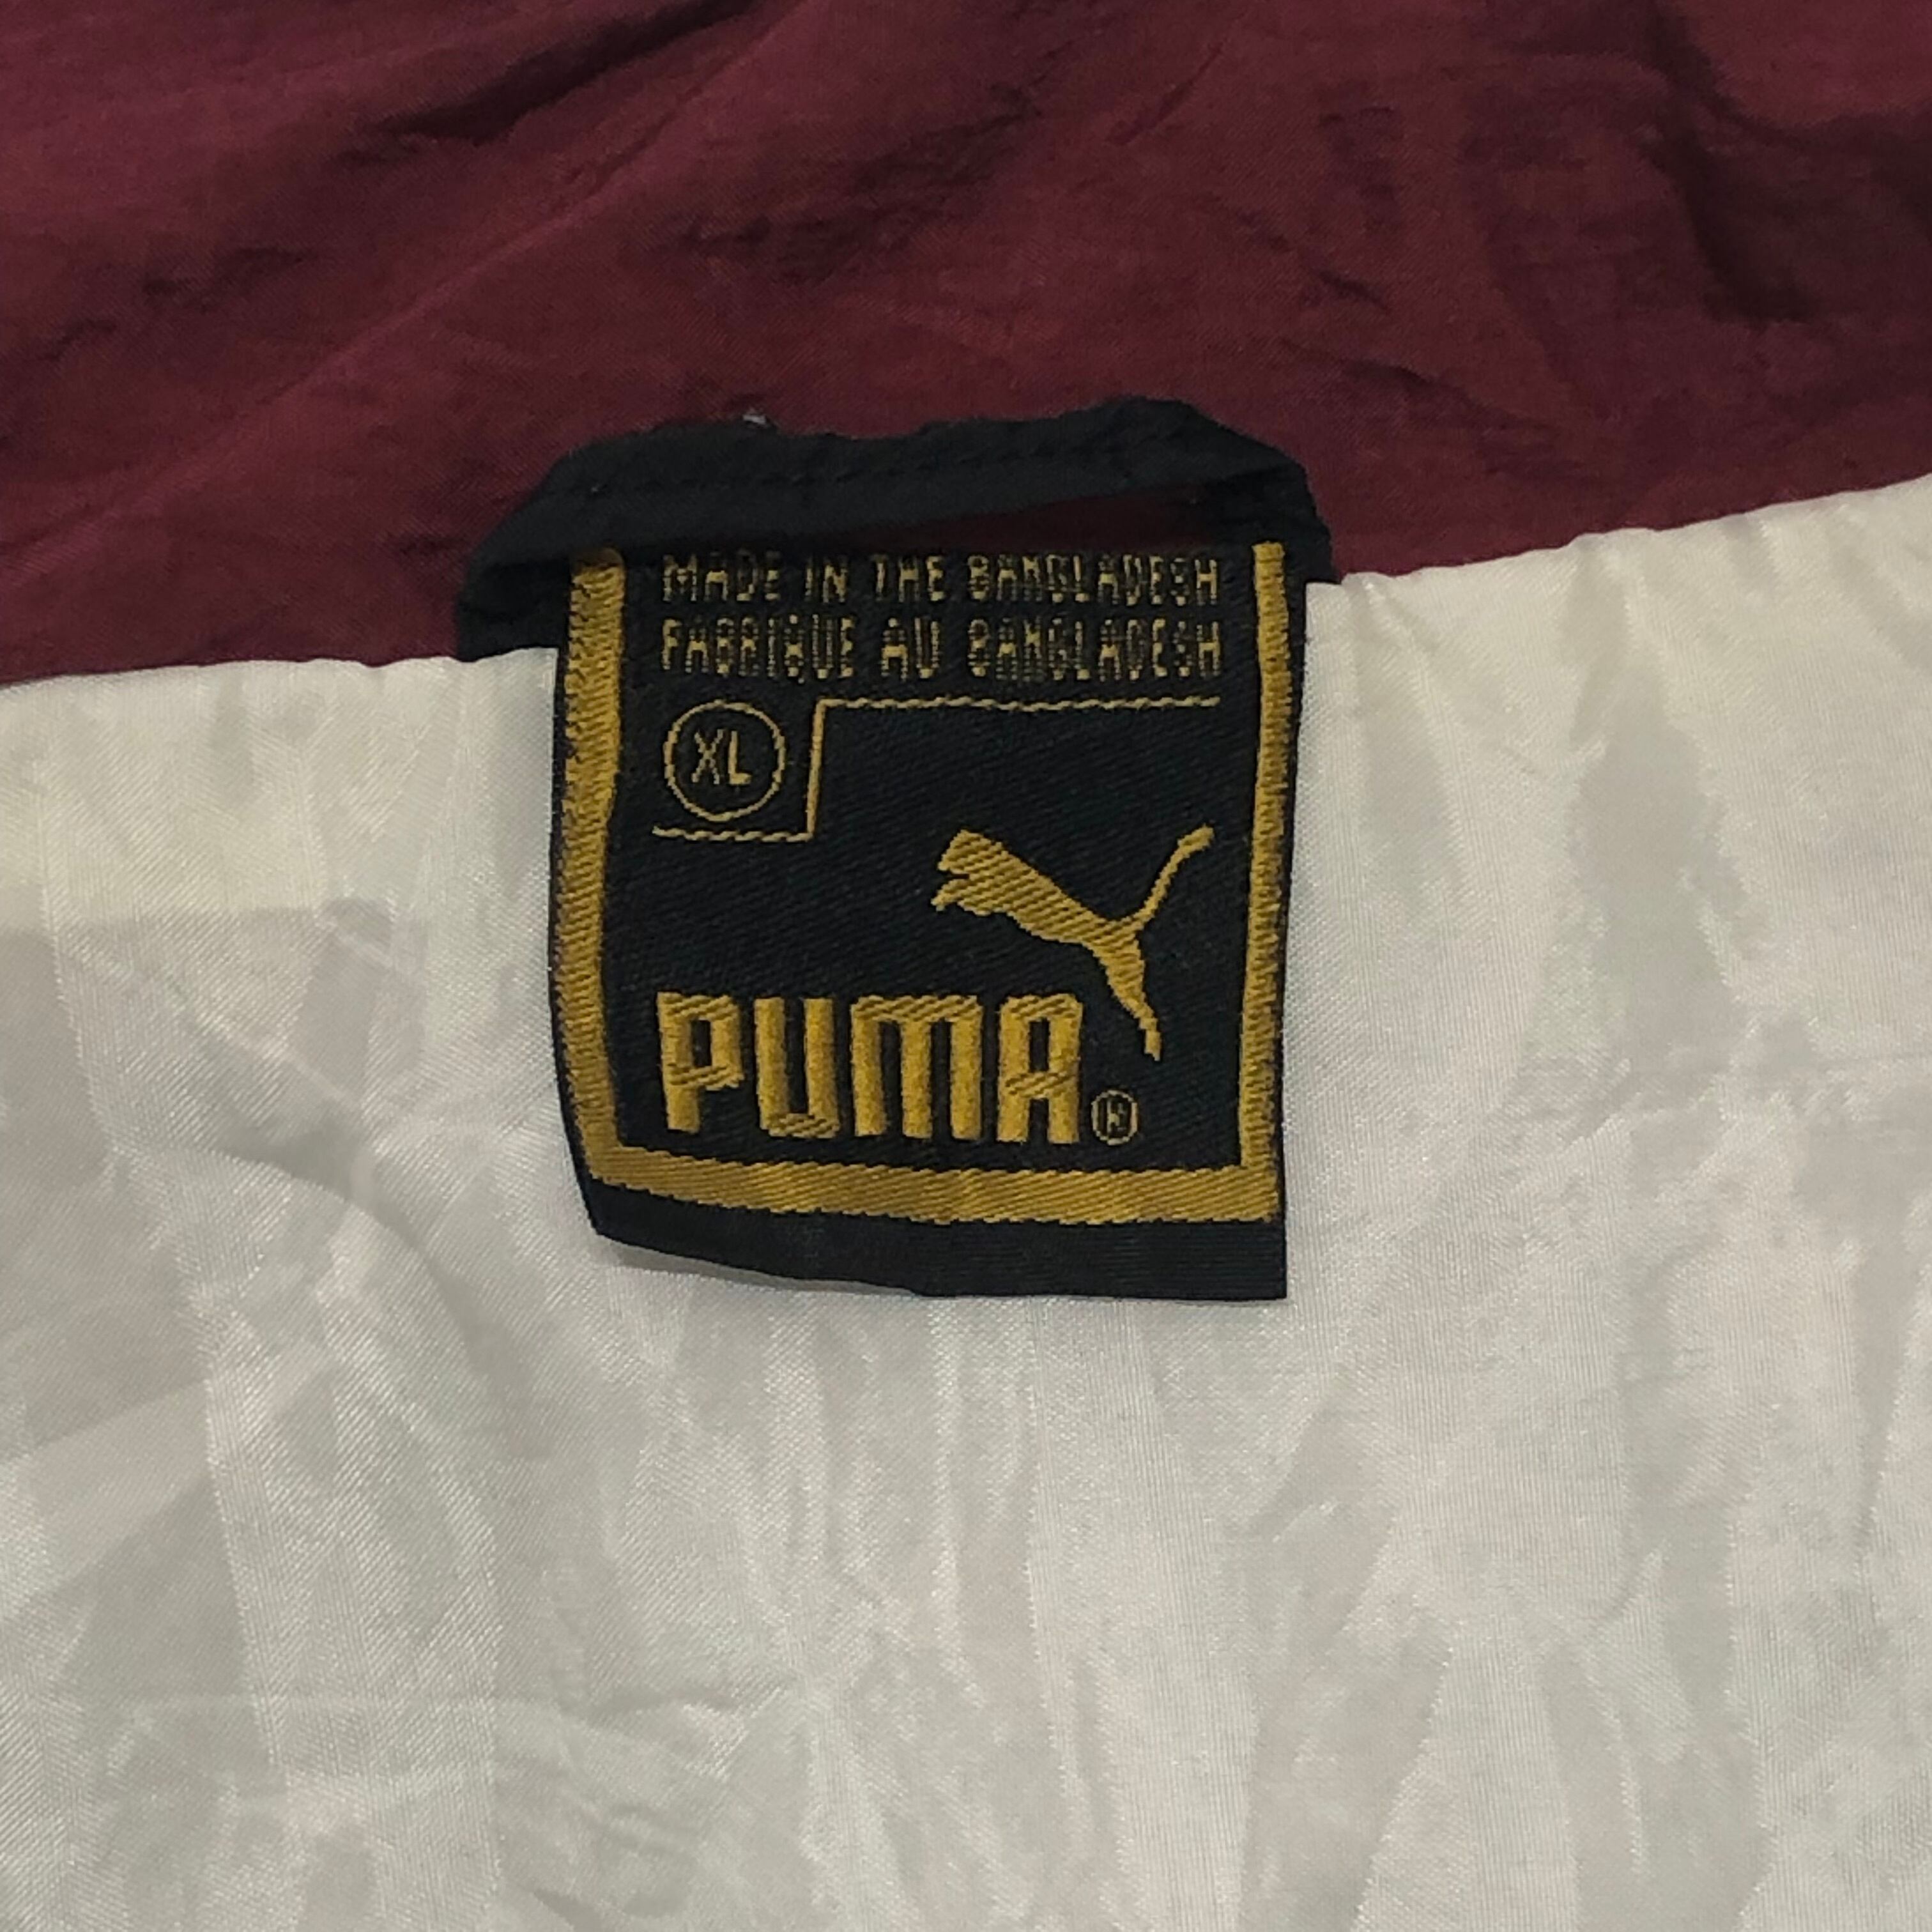 MADE IN THE BANGLADESH
FABRIQUE AU BANGLADESH
XL
PUMA®